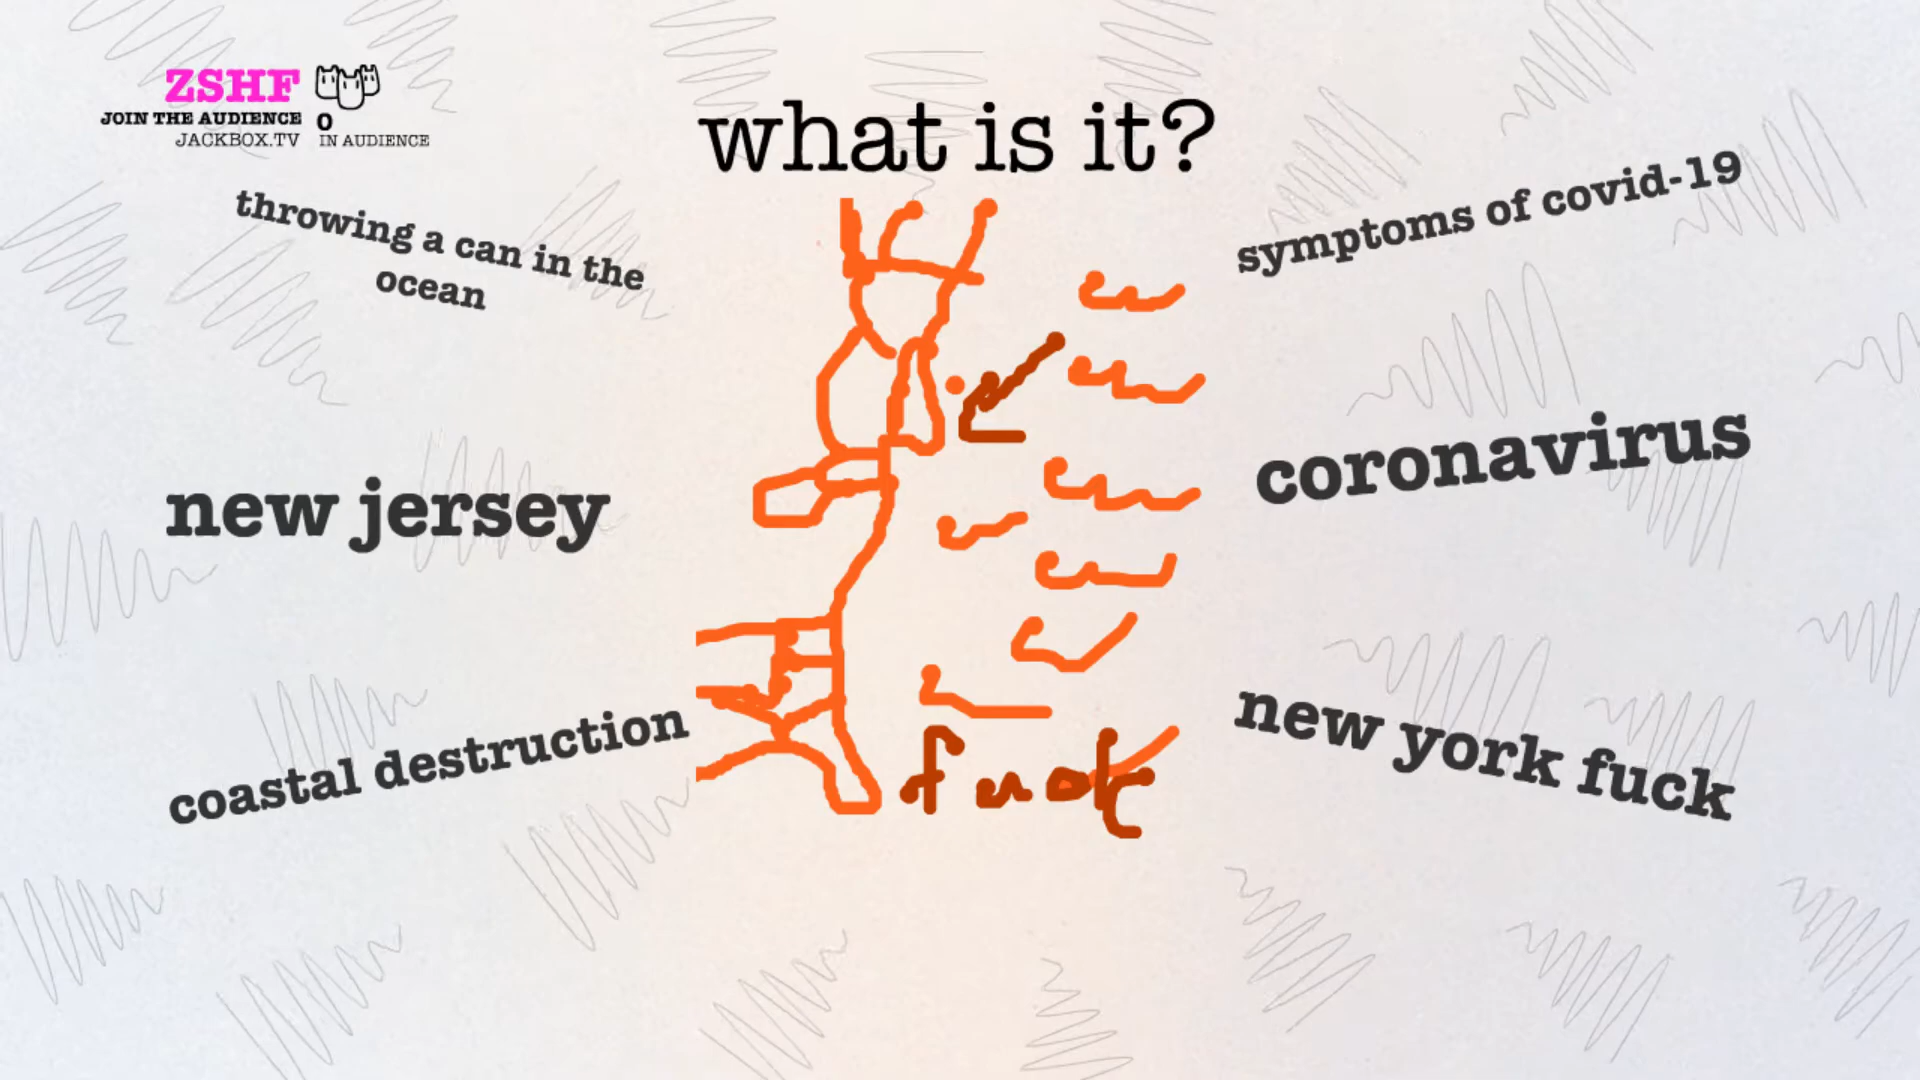 ZSHF
JOIN THE AUDIENCE
JACKBOX.TV
0
IN AUDIENCE
what is it?
throwing a can in the
ocean
symptoms of covid-19
new jersey
coronavirus
coastal destruction
new york fuck
fuck